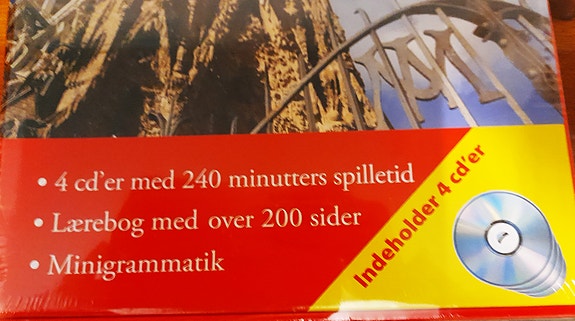 • 4 cd'er med 240 minutters spilletid
• Lærebog med over 200 sider
• Minigrammatik
Indeholder 4 cd'er